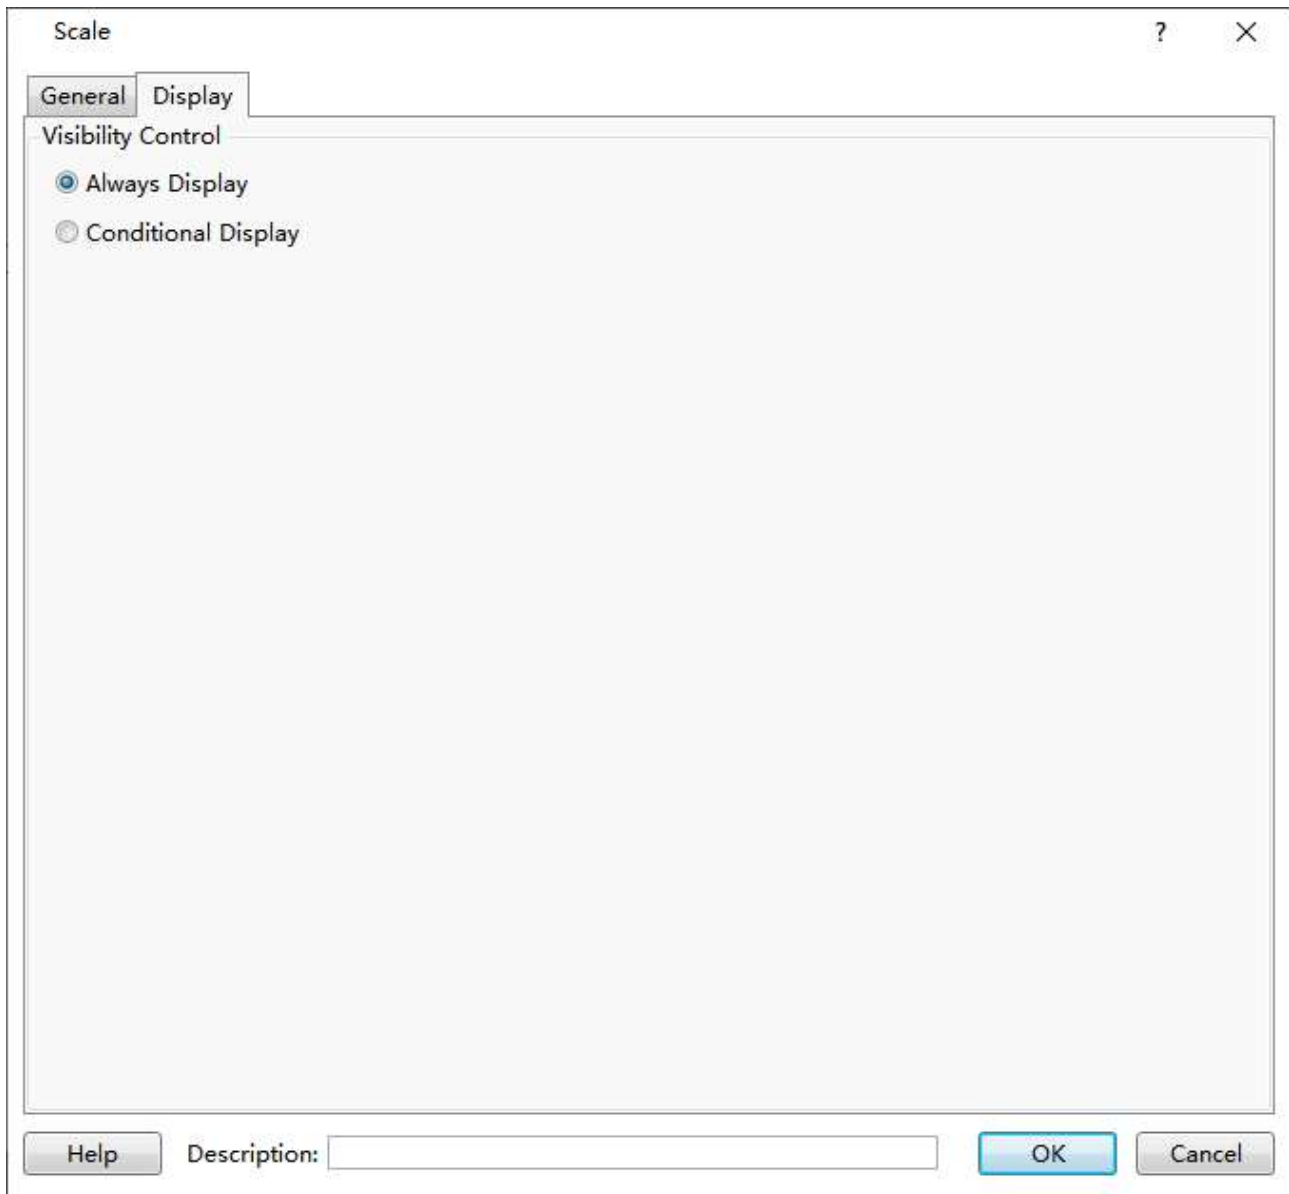 Scale ?
General Display
Visibility Control
Always Display
Conditional Display
Help Description: OK Cancel